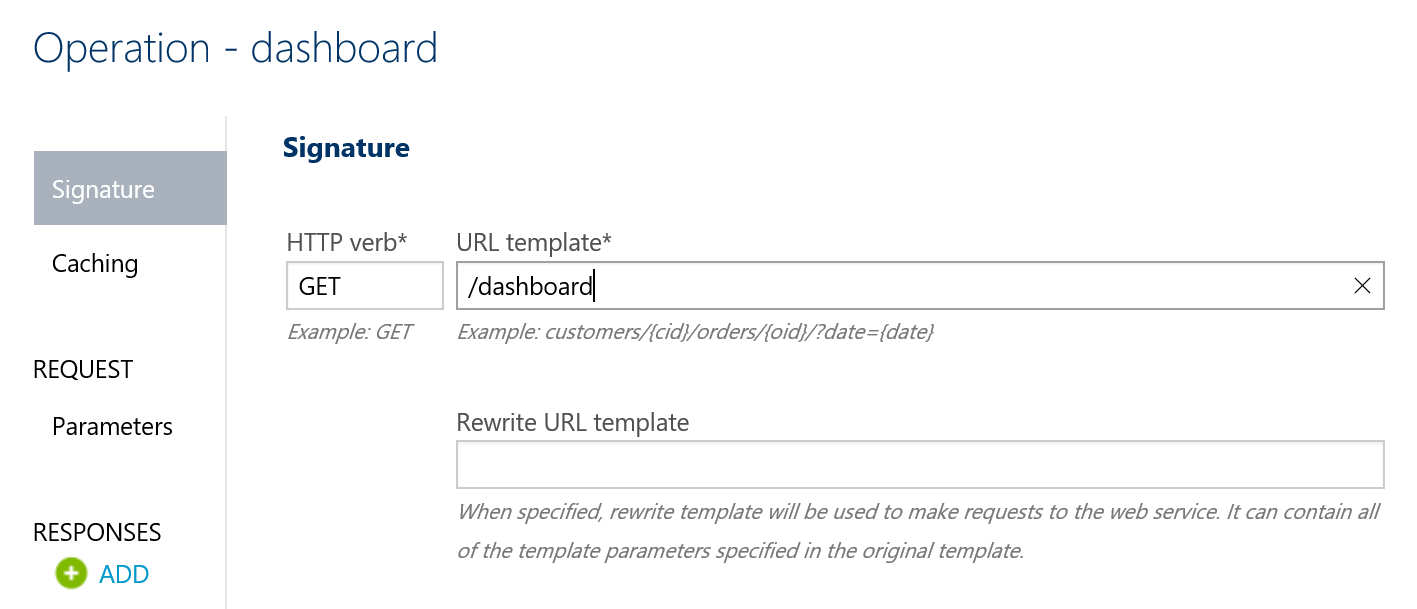 Operation - dashboard
Signature
Caching
REQUEST
Parameters
RESPONSES
ADD
Signature
HTTP verb* URL template*
GET /dashboard
Example: GET Example: customers/{cid}/orders/{oid}/?date={date}
Rewrite URL template
When specified, rewrite template will be used to make requests to the web service. It can contain all
of the template parameters specified in the original template.